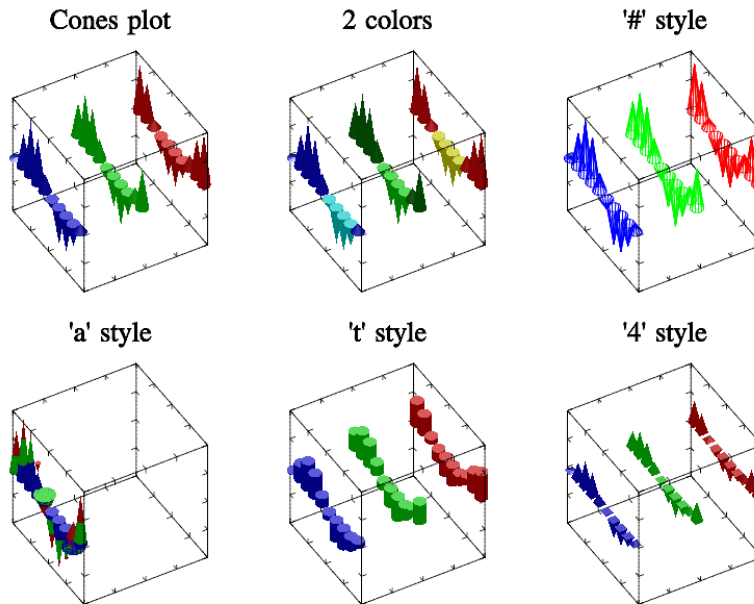 Cones plot
2 colors
'#' style
'a' style
't' style
'4' style